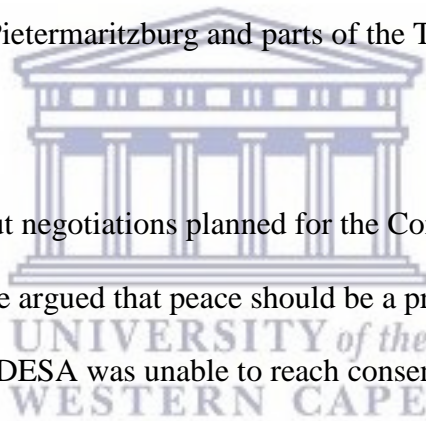 Pietermaritzburg and parts of the T
ut negotiations planned for the Co
e argued that peace should be a pr
UNIVERSITY of the
DESA was unable to reach consen
WESTERN CAPE